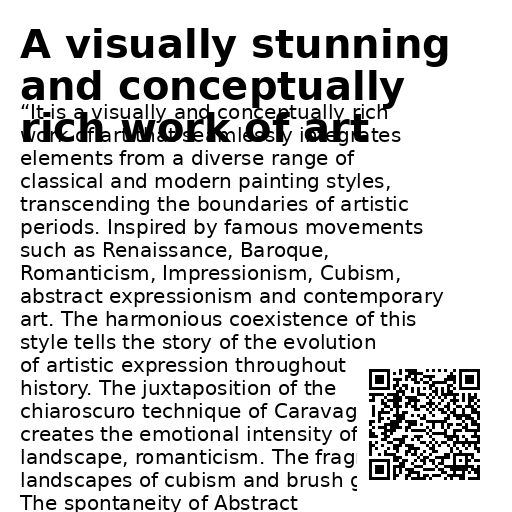 A visually stunning
and conceptually
rich work of art
“It is a visually and conceptually rich
work of art that seamlessly integrates
elements from a diverse range of
classical and modern painting styles,
transcending the boundaries of artistic
periods. Inspired by famous movements
such as Renaissance, Baroque,
Romanticism, Impressionism, Cubism,
abstract expressionism and contemporary
art. The harmonious coexistence of this
style tells the story of the evolution
of artistic expression throughout
history. The juxtaposition of the
chiaroscuro technique of Caravag
creates the emotional intensity of
landscape, romanticism. The frag
landscapes of cubism and brush
The spontaneity of Abstract